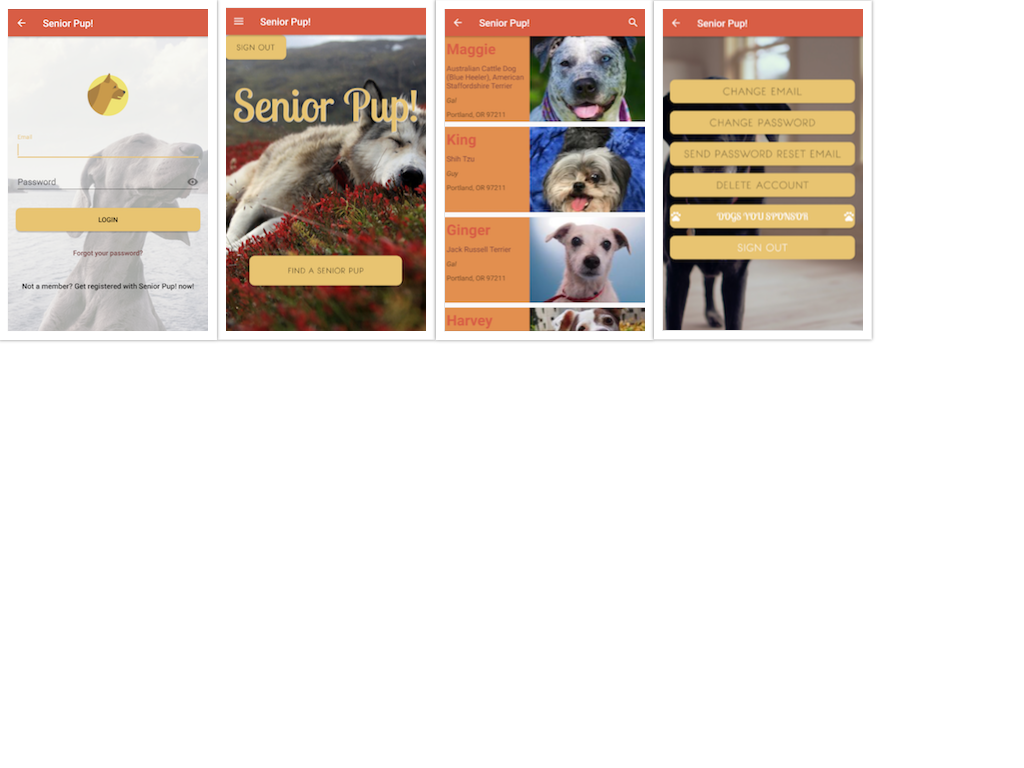 Senior Pup!
Email
Password
LOGIN
Forgot your password?
Not a member? Get registered with Senior Pup! now!
Senior Pup!
SIGN OUT
Senior Pup!
FIND A SENIOR PUP
Senior Pup!
Maggie
Australian Cattle Dog
(Blue Heeler), American
Staffordshire Terrier
Gal
Portland, OR 97211
King
Shih Tzu
Guy
Portland, OR 97211
Ginger
Jack Russell Terrier
Gal
Portland, OR 97211
Harvey
Senior Pup!
CHANGE EMAIL
CHANGE PASSWORD
SEND PASSWORD RESET EMAIL
DELETE ACCOUNT
DOGS YOU SPONSOR
SIGN OUT